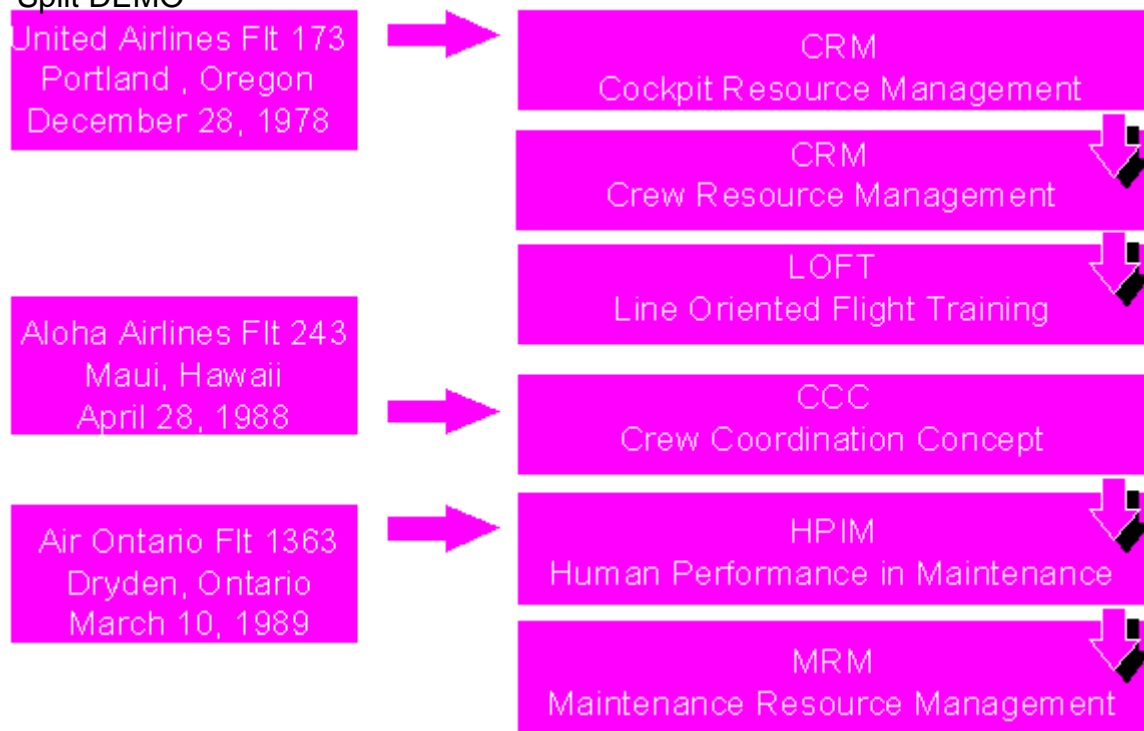 Split DEMO
United Airlines Flt 173
Portland , Oregon
December 28, 1978
CRM
Cockpit Resource Management
CRM
Crew Resource Management
LOFT
Line Oriented Flight Training
Aloha Airlines Flt 243
Maui, Hawaii
April 28, 1988
CCC
Crew Coordination Concept
Air Ontario Flt 1363
Dryden, Ontario
March 10, 1989
HPIM
Human Performance in Maintenance
MRM
Maintenance Resource Management